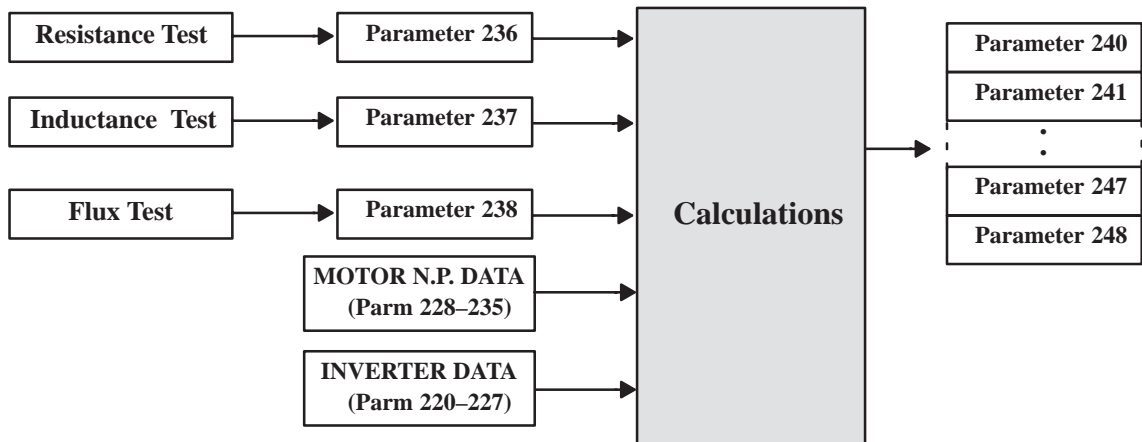 Resistance Test
Parameter 236
Inductance Test
Parameter 237
Flux Test
Parameter 238
MOTOR N.P. DATA
(Parm 228–235)
INVERTER DATA
(Parm 220–227)
Calculations
Parameter 240
Parameter 241
:
Parameter 247
Parameter 248